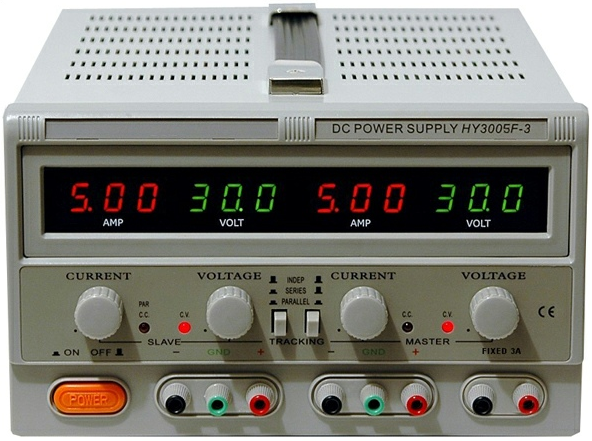 DC POWER SUPPLY HY3005F-3
5.00 30.0 5.00 30.0
AMP VOLT AMP VOLT
CURRENT VOLTAGE INDEP CURRENT VOLTAGE
SERIES
PARALLEL
PAR
C.C. C.V. C.C. C.V. CE
SLAVE TRACKING MASTER
ON OFF − GND + − GND + FIXED 3A
POWER